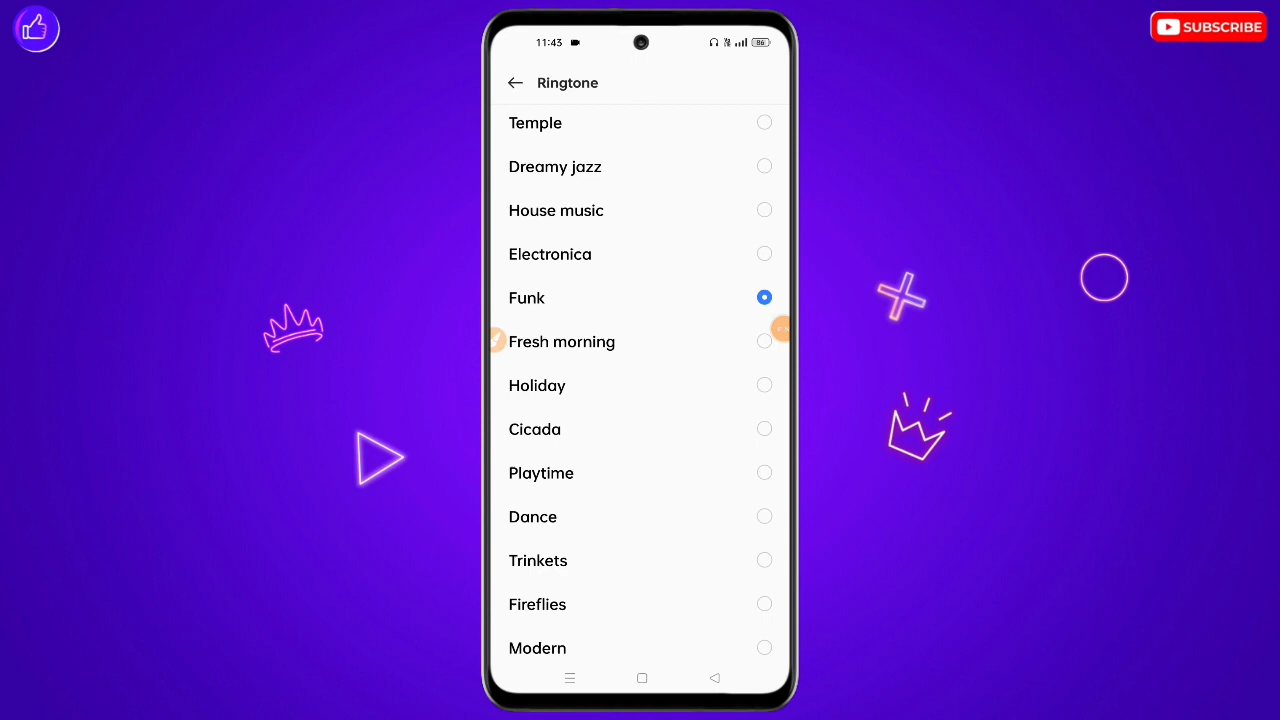 SUBSCRIBE
11:43
86
Ringtone
Temple
Dreamy jazz
House music
Electronica
Funk
Fresh morning
Holiday
Cicada
Playtime
Dance
Trinkets
Fireflies
Modern